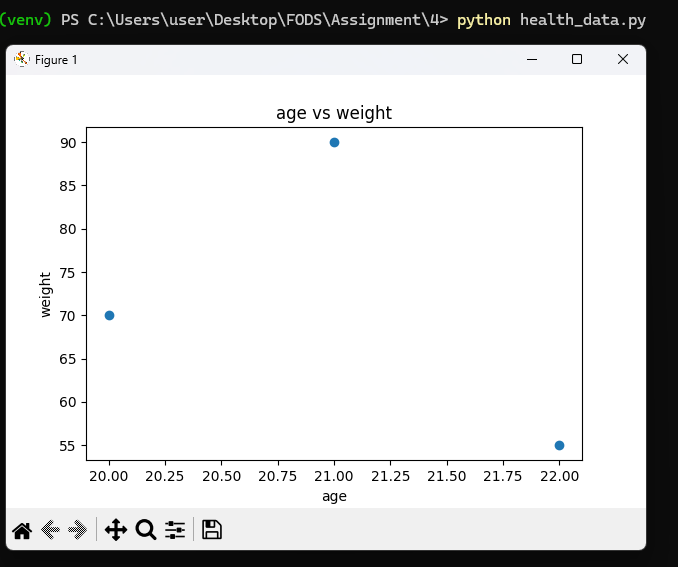 (venv) PS C:\Users\user\Desktop\FODS\Assignment\4> python health_data.py
Figure 1
age vs weight
90
85
80
75
70
65
60
55
weight
20.00 20.25 20.50 20.75 21.00 21.25 21.50 21.75 22.00
age